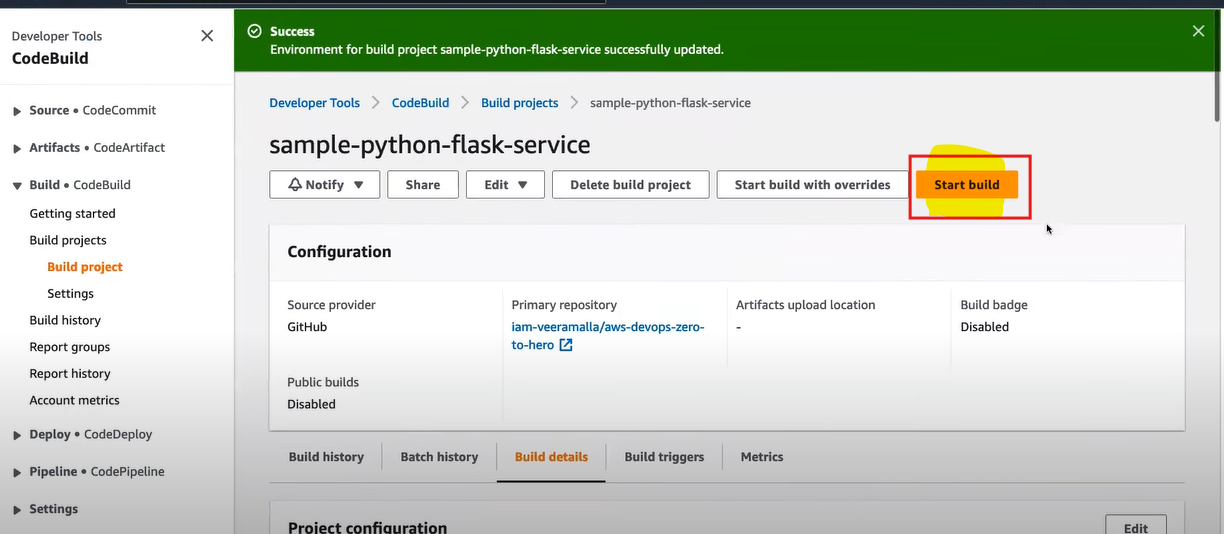 Developer Tools
CodeBuild
Source • CodeCommit
Artifacts • CodeArtifact
Build • CodeBuild
Getting started
Build projects
Build project
Settings
Build history
Report groups
Report history
Account metrics
Deploy • CodeDeploy
Pipeline • CodePipeline
Settings
Success
Environment for build project sample-python-flask-service successfully updated.
Developer Tools > CodeBuild > Build projects > sample-python-flask-service
sample-python-flask-service
Notify Share Edit Delete build project Start build with overrides Start build
Configuration
Source provider
GitHub
Primary repository
iam-veeramalla/aws-devops-zero-
to-hero
Artifacts upload location
-
Build badge
Disabled
Public builds
Disabled
Build history Batch history Build details Build triggers Metrics
Project configuration Edit